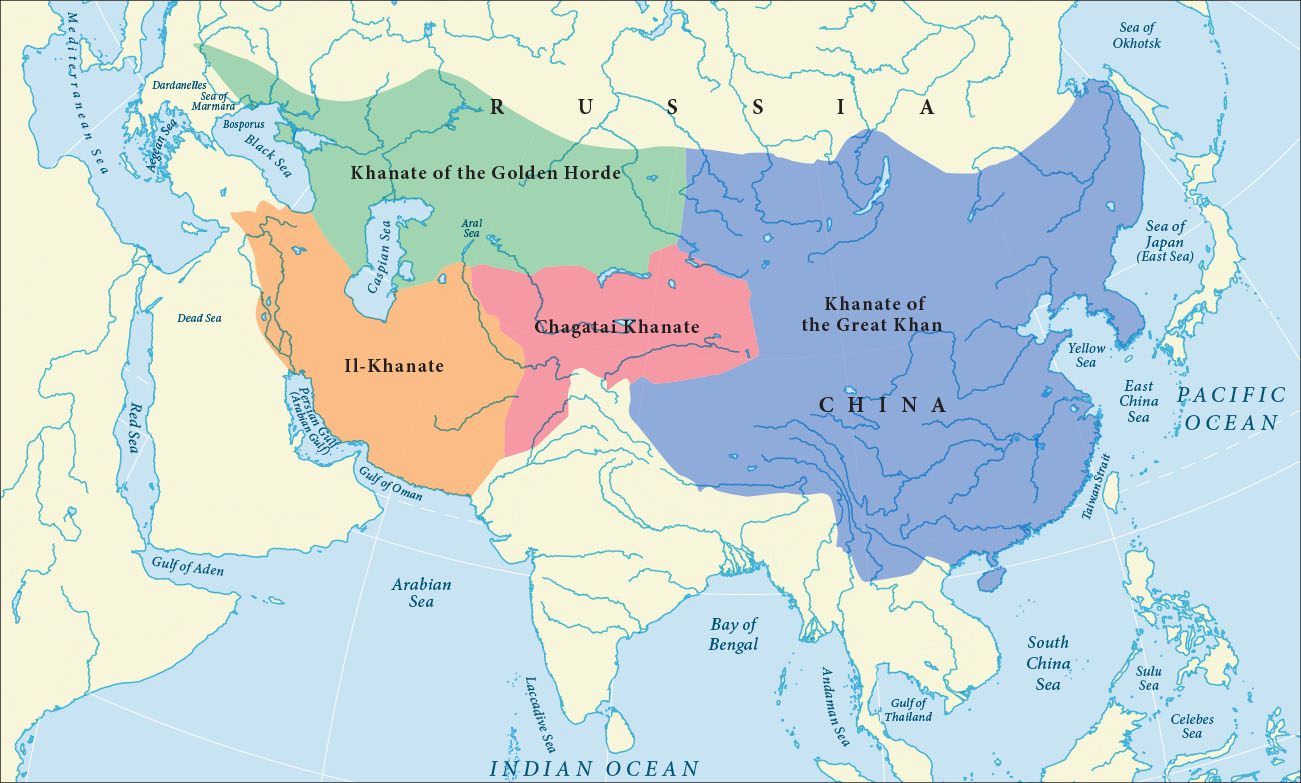 Mediterranean Sea
Sea of
Okhotsk
Dardanelles
Sea of
Marmara
Bosporus
Aegean Sea
Black Sea
RUSSIA
Khanate of the Golden Horde
Aral
Sea
Caspian Sea
Sea of
Japan
(East Sea)
Dead Sea
Chagatai Khanate
Khanate of
the Great Khan
Il-Khanate
Yellow
Sea
East
China
Sea
PACIFIC
OCEAN
CHINA
Red Sea
Persian Gulf
(Arabian Gulf)
Gulf of Oman
Taiwan Strait
Gulf of Aden
Arabian
Sea
Bay of
Bengal
South
China
Sea
Laccadive Sea
Andaman Sea
Gulf of
Thailand
Sulu
Sea
Celebes
Sea
INDIAN OCEAN